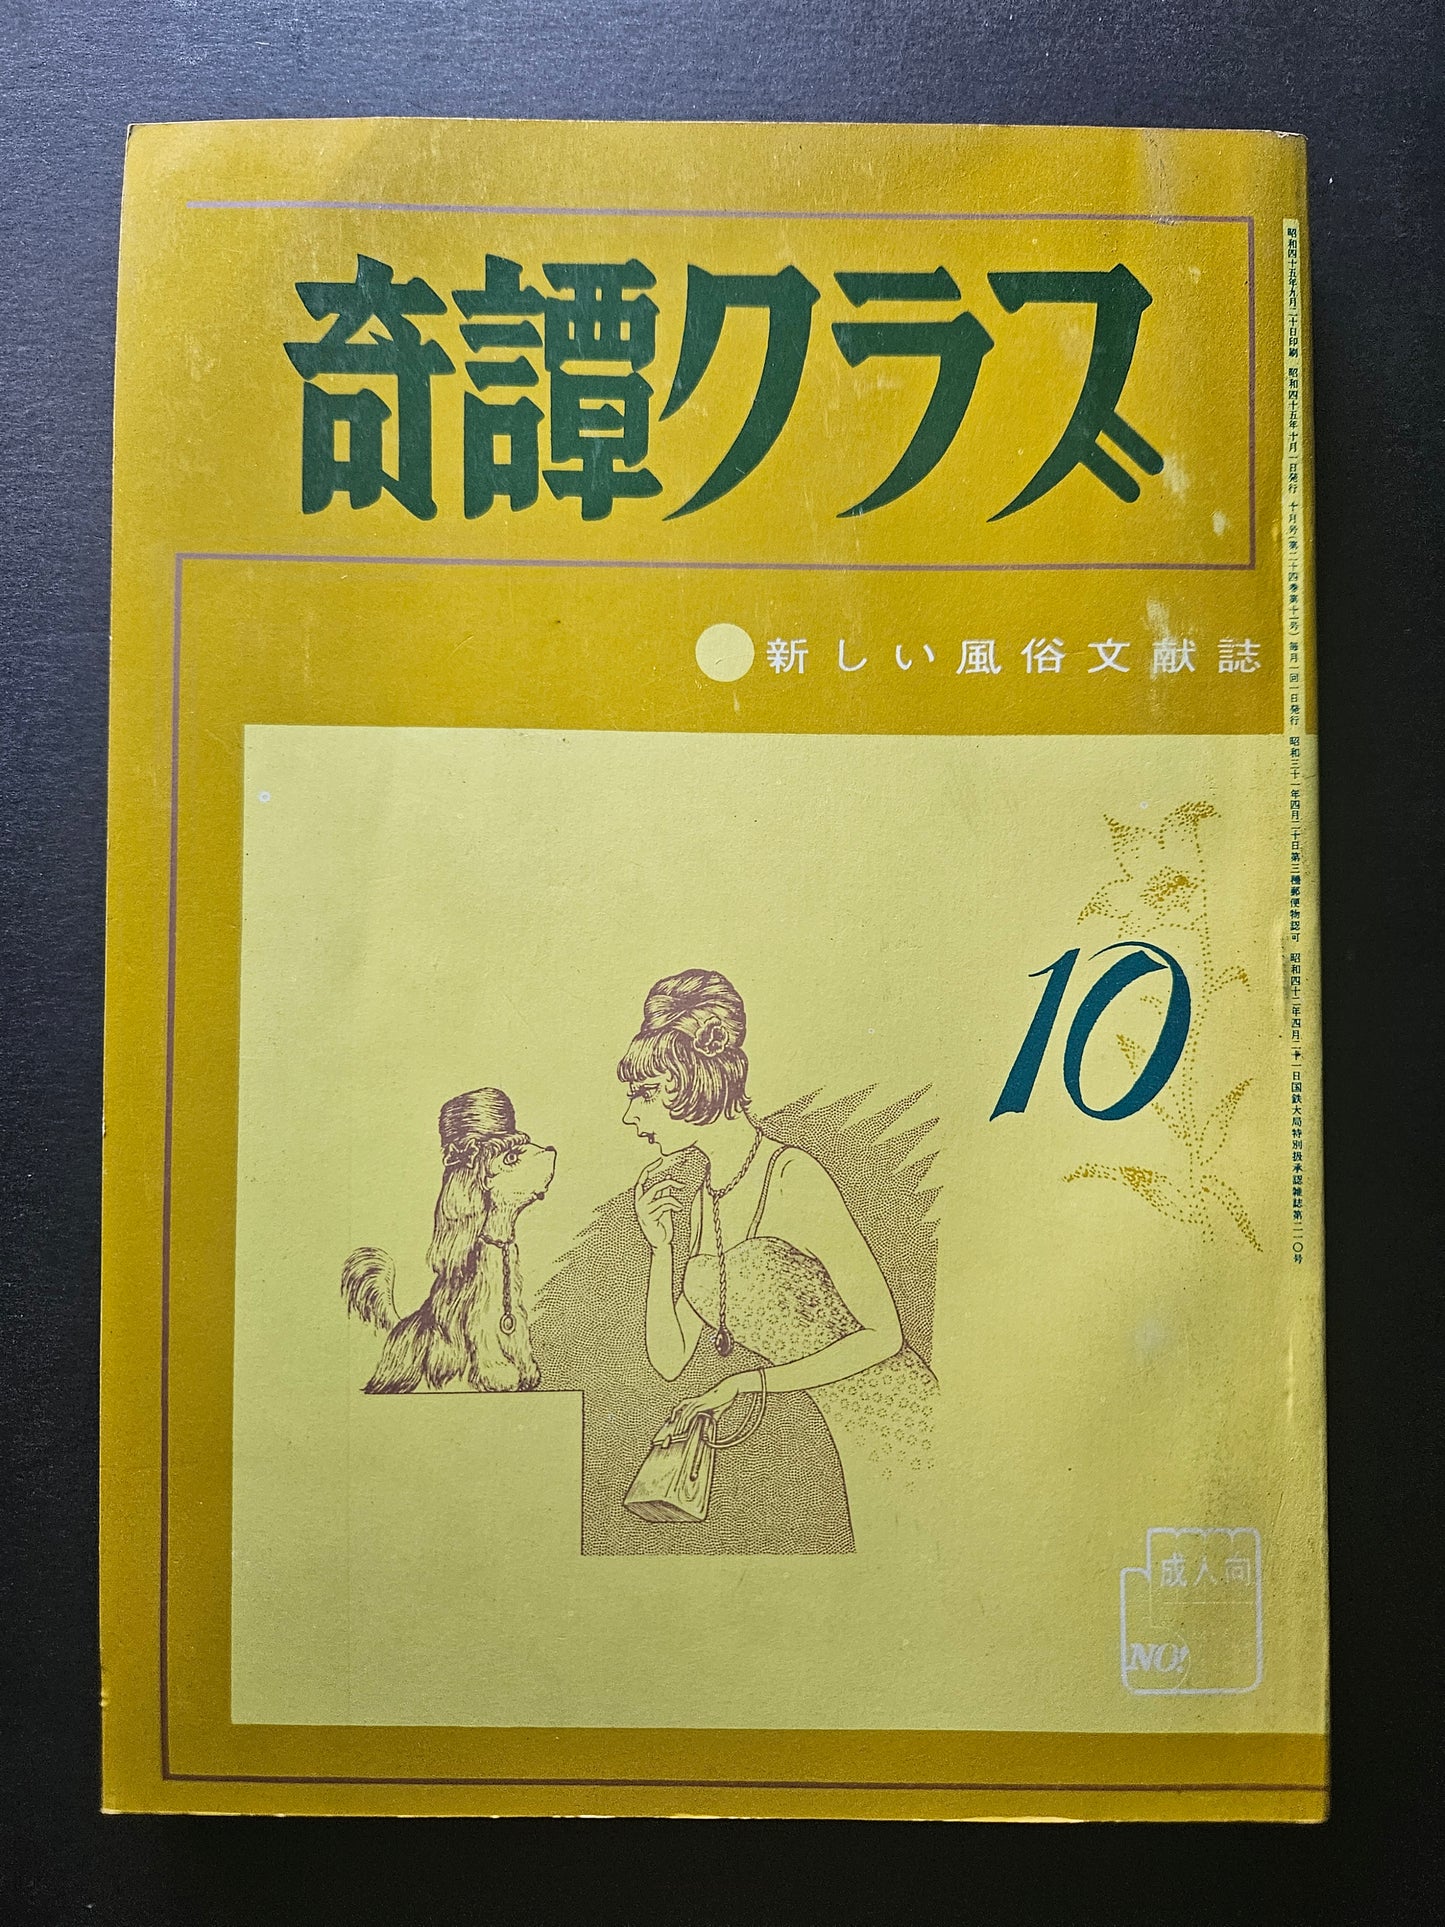 奇譚クラブ
新しい風俗文献誌
10
成人向
NO!
昭和四十五年九月二十日印刷 昭和四十五年十月一日発行 十月号(第二十四巻第十一号)毎月一回一日発行 昭和三十一年四月二十日第三種郵便物認可 昭和四十二年四月二十一日国鉄大局特別扱承認雑誌第二一〇号